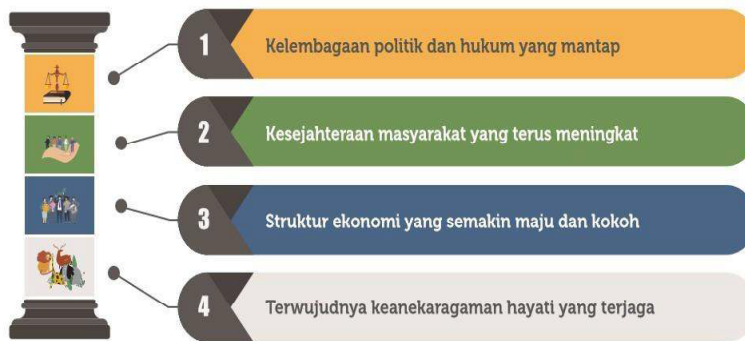 1
Kelembagaan politik dan hukum yang mantap
2
Kesejahteraan masyarakat yang terus meningkat
3
Struktur ekonomi yang semakin maju dan kokoh
4
Terwujudnya keanekaragaman hayati yang terjaga